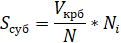 S_суб = V_крб / N * N_i